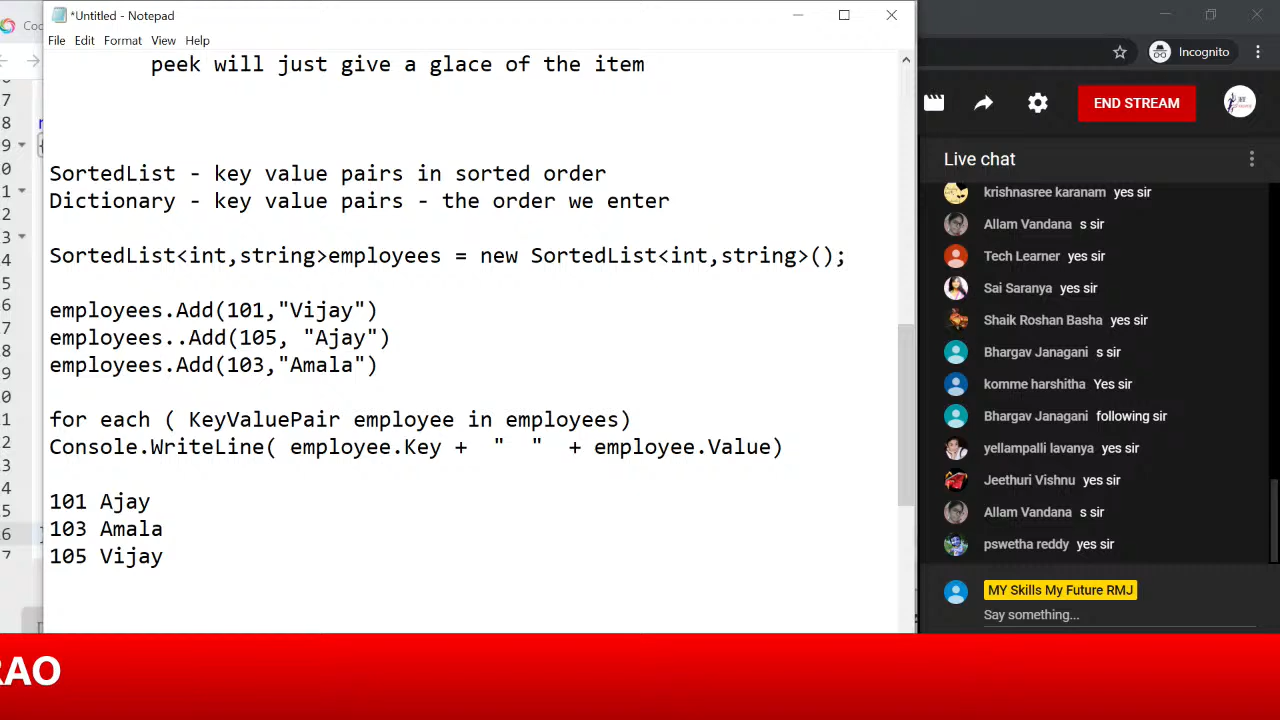 *Untitled - Notepad
File Edit Format View Help
peek will just give a glace of the item
SortedList - key value pairs in sorted order
Dictionary - key value pairs - the order we enter
SortedList<int,string>employees = new SortedList<int,string>();
employees.Add(101,"Vijay")
employees..Add(105, "Ajay")
employees.Add(103,"Amala")
for each ( KeyValuePair employee in employees)
Console.WriteLine( employee.Key + " " + employee.Value)
101 Ajay
103 Amala
105 Vijay
Incognito
END STREAM
Live chat
krishnasree karanam yes sir
Allam Vandana s sir
Tech Learner yes sir
Sai Saranya yes sir
Shaik Roshan Basha yes sir
Bhargav Janagani s sir
komme harshitha Yes sir
Bhargav Janagani following sir
yellampalli lavanya yes sir
Jeethuri Vishnu yes sir
Allam Vandana s sir
pswetha reddy yes sir
MY Skills My Future RMJ
Say something...
RAO